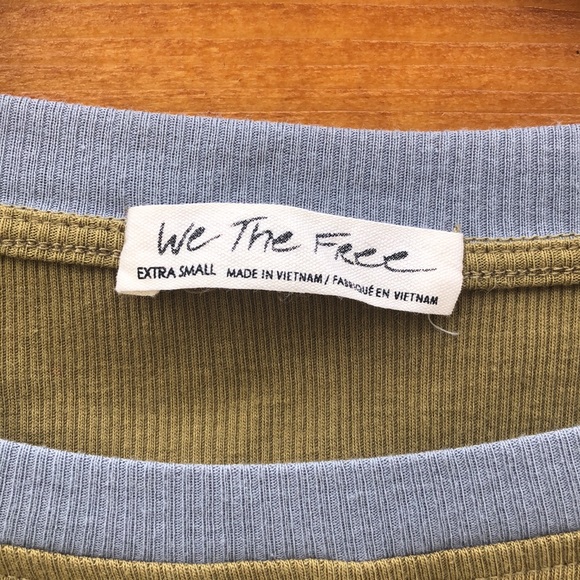 We The Free
EXTRA SMALL MADE IN VIETNAM / FABRIQUÉ EN VIETNAM